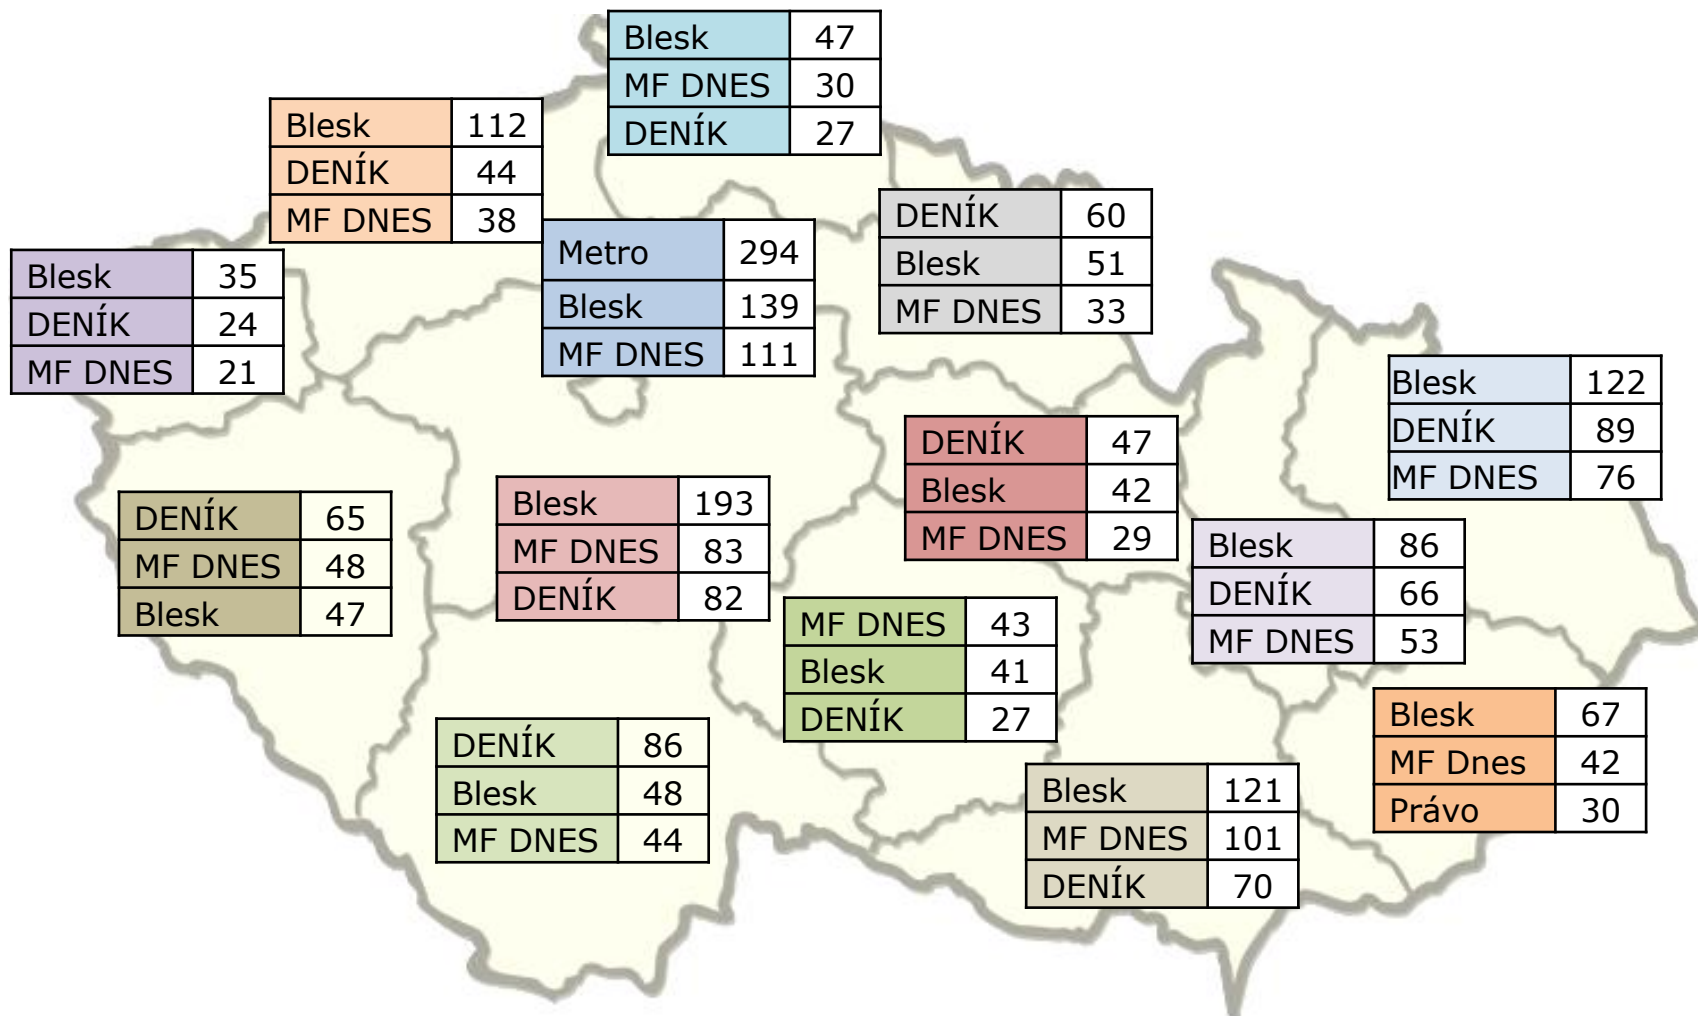 Blesk 47
MF DNES 30
DENÍK 27
Blesk 112
DENÍK 44
MF DNES 38
DENÍK 60
Blesk 51
MF DNES 33
Metro 294
Blesk 139
MF DNES 111
Blesk 35
DENÍK 24
MF DNES 21
Blesk 122
DENÍK 89
MF DNES 76
DENÍK 47
Blesk 42
MF DNES 29
Blesk 193
MF DNES 83
DENÍK 82
DENÍK 65
MF DNES 48
Blesk 47
Blesk 86
DENÍK 66
MF DNES 53
MF DNES 43
Blesk 41
DENÍK 27
Blesk 67
MF Dnes 42
Právo 30
DENÍK 86
Blesk 48
MF DNES 44
Blesk 121
MF DNES 101
DENÍK 70